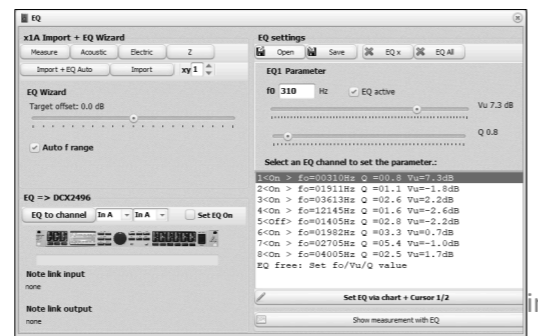 EQ
x1A Import + EQ Wizard
Measure Acoustic Electric Z
Import + EQ Auto Import xy 1
EQ Wizard
Target offset: 0.0 dB
Auto f range
EQ => DCX2496
EQ to channel In A In A Set EQ On
Note link input
none
Note link output
none
EQ settings
Open Save EQ x EQ All
EQ1 Parameter
f0 310 Hz EQ active
Vu 7.3 dB
Q 0.8
Select an EQ channel to set the parameter.:
1<On > fo=00310Hz Q =00.8 Vu=7.3dB
2<On > fo=01911Hz Q =01.1 Vu=-1.8dB
3<On > fo=03613Hz Q =02.6 Vu=2.2dB
4<On > fo=12145Hz Q =01.6 Vu=-2.6dB
5<Off> fo=01105Hz Q =02.8 Vu=-2.2dB
6<On > fo=01982Hz Q =03.3 Vu=0.7dB
7<On > fo=02705Hz Q =05.4 Vu=-1.0dB
8<On > fo=04005Hz Q =02.5 Vu=1.7dB
EQ free: Set fo/Vu/Q value
Set EQ via chart + Cursor 1/2
Show measurement with EQ